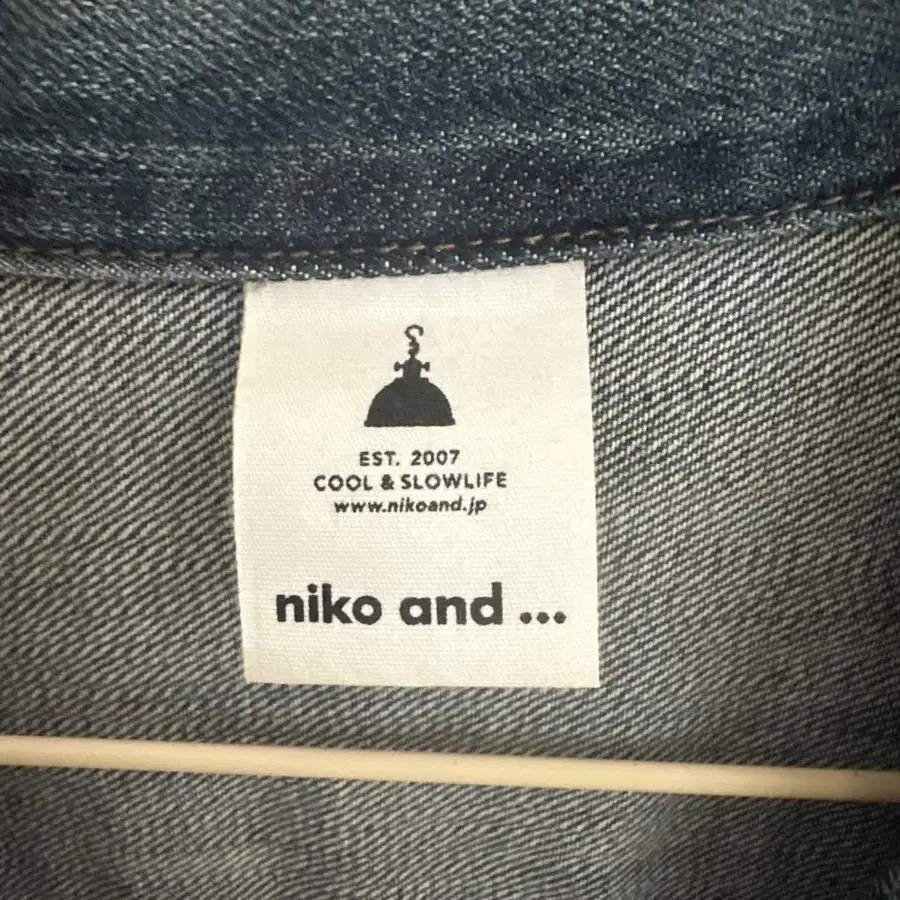 EST. 2007
COOL & SLOWLIFE
www.nikoand.jp
niko and ...